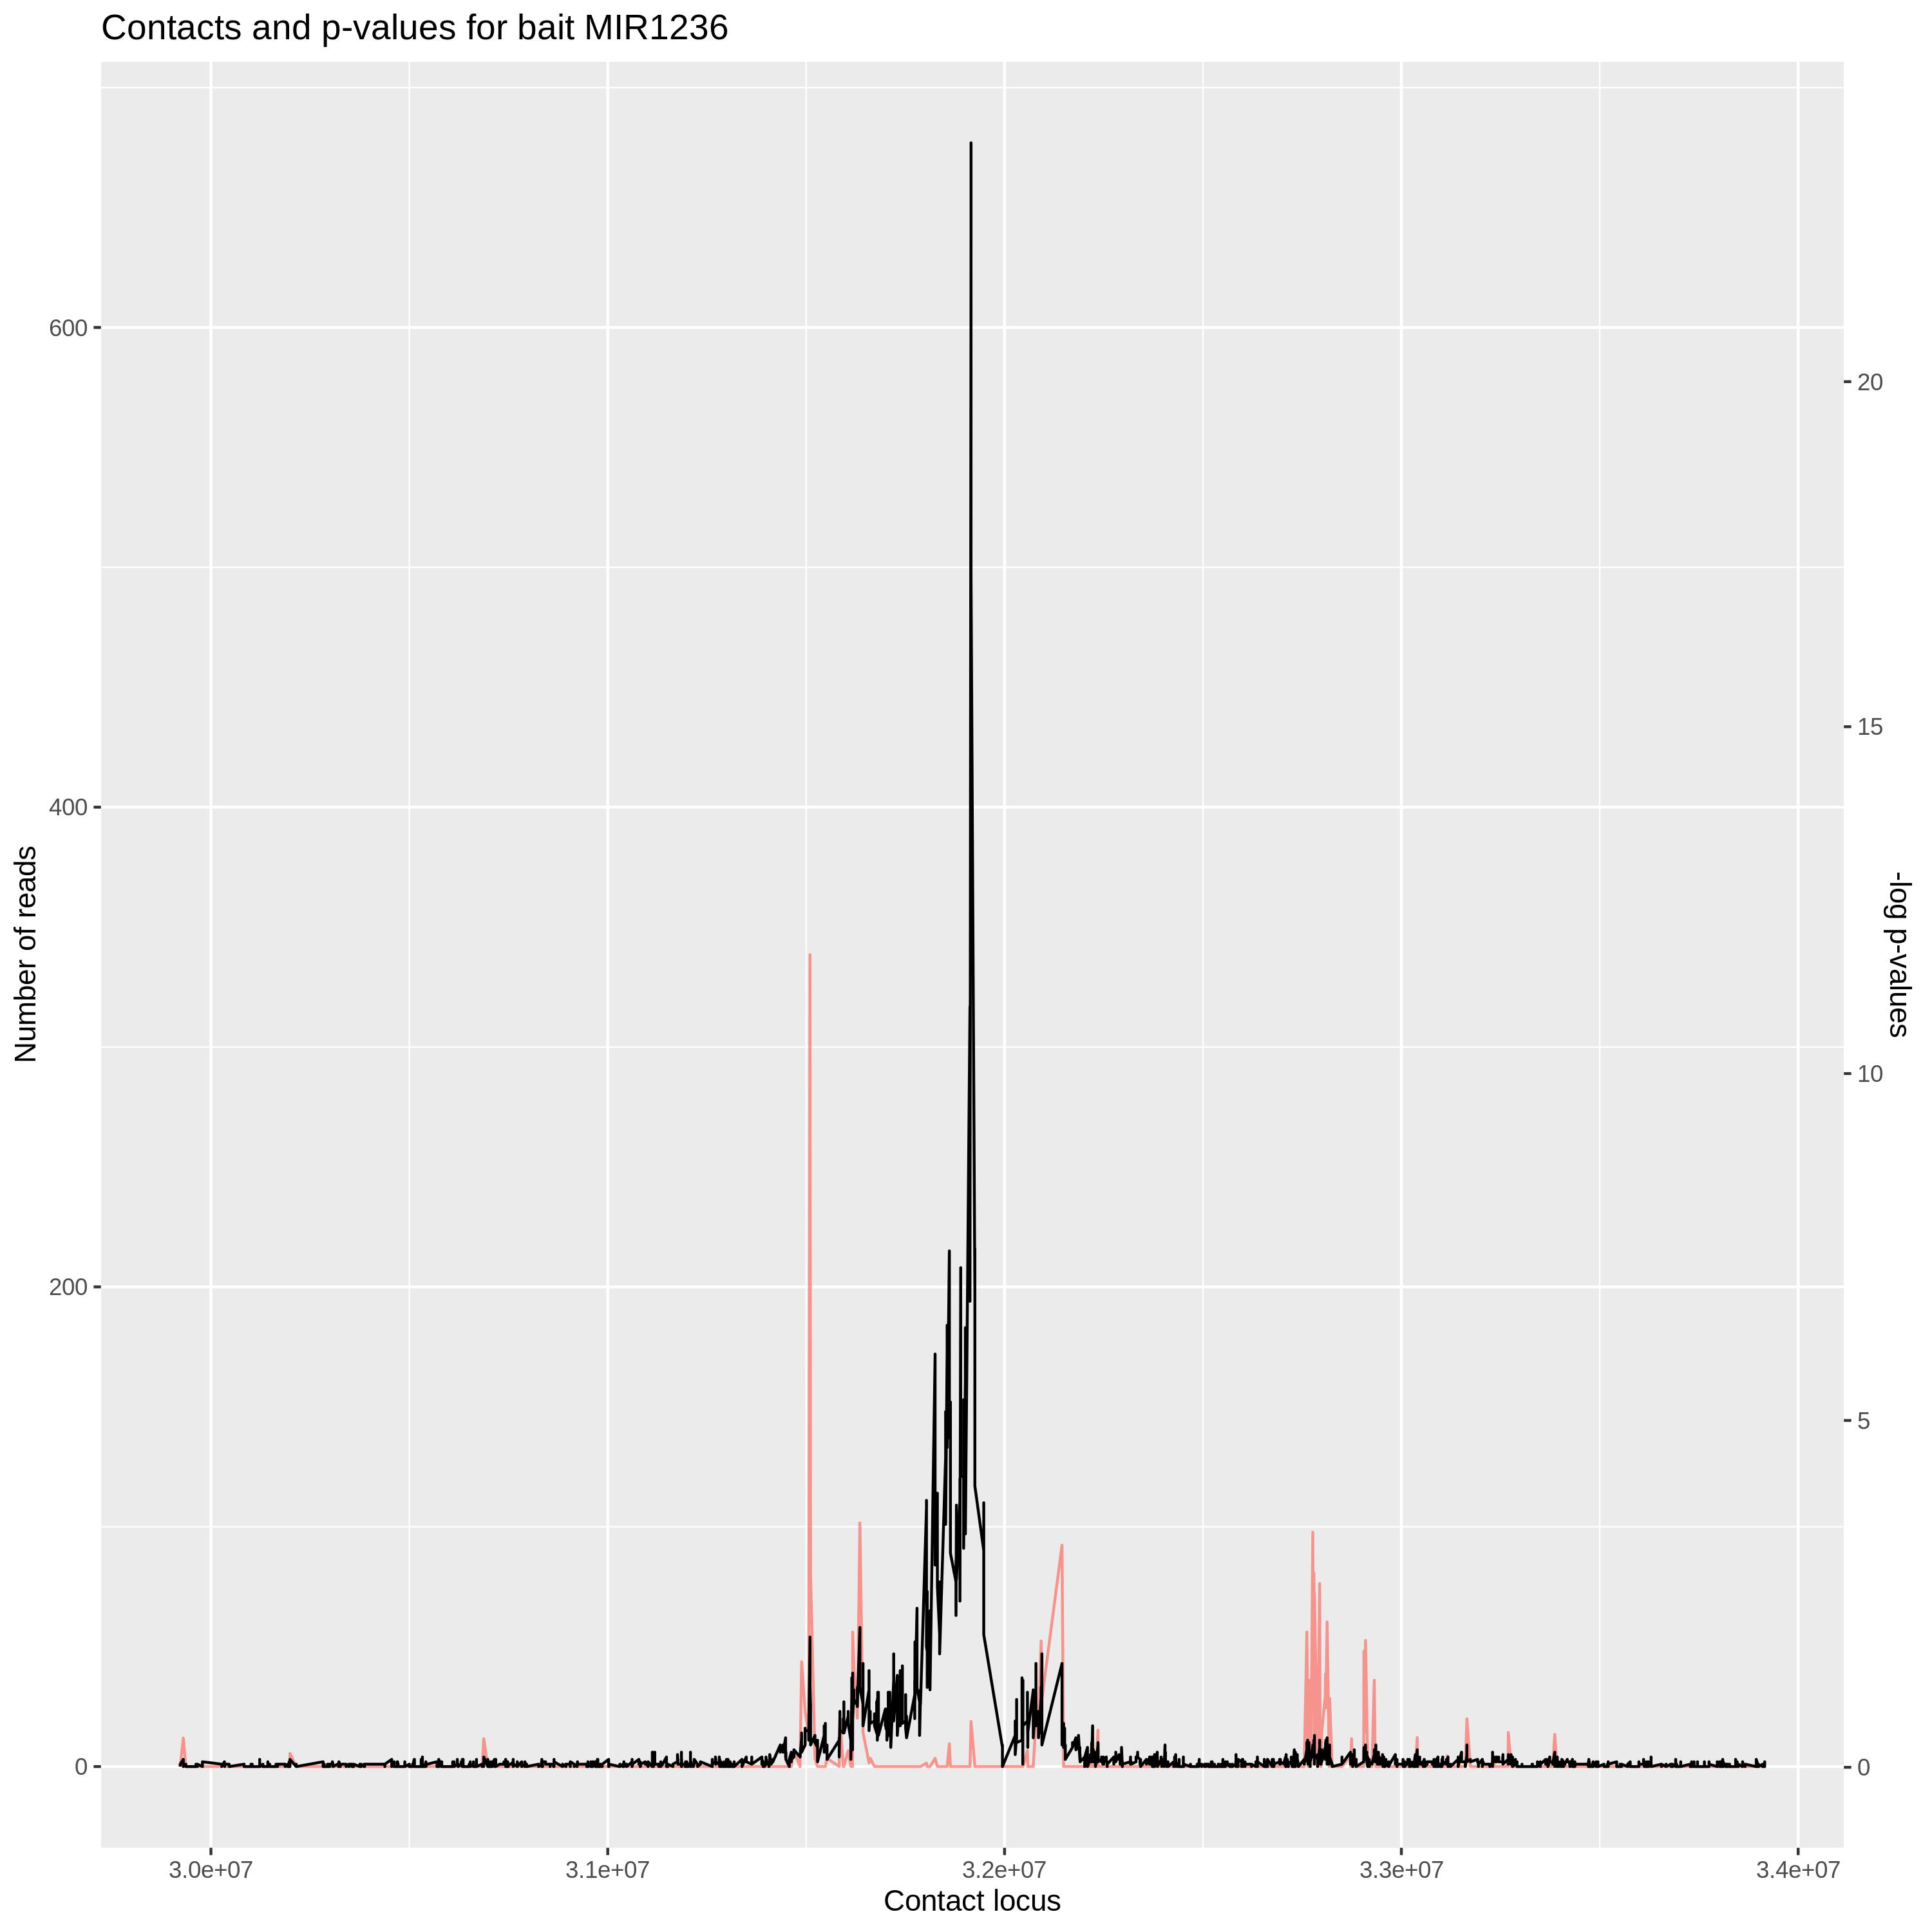 Contacts and p-values for bait MIR1236
600
400
200
0
Number of reads
20
15
10
5
0
-log p-values
3.0e+07
3.1e+07
3.2e+07
3.3e+07
3.4e+07
Contact locus